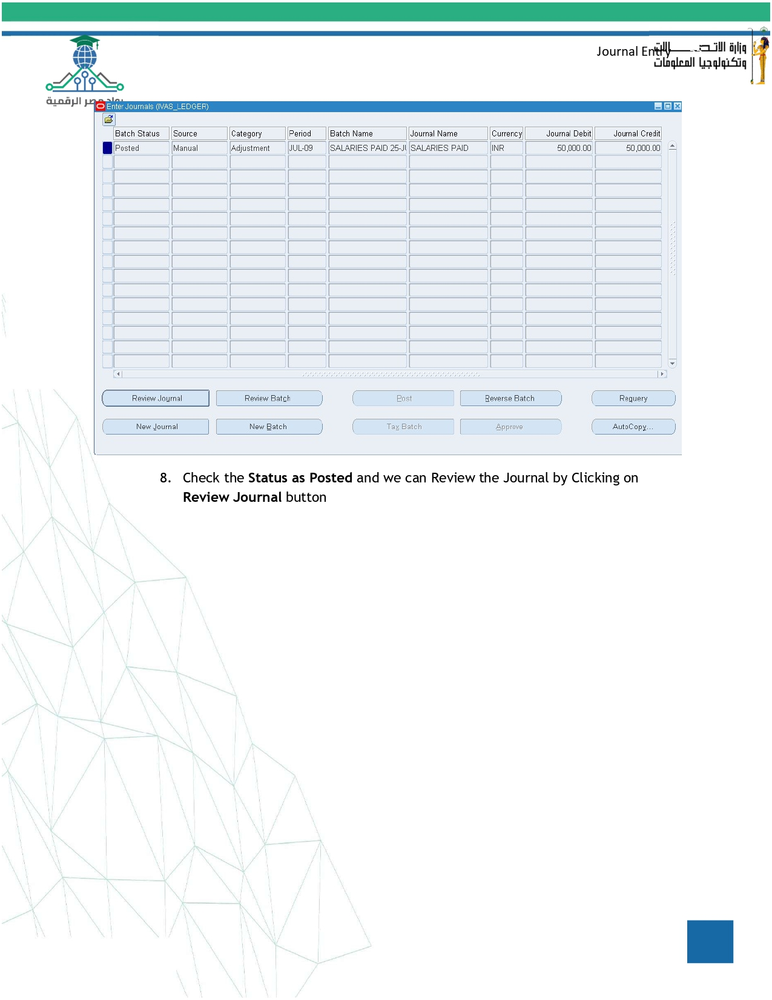 Journal Entry
وزارة الاتصالات
وتكنولوجيا المعلومات
رواد مصر الرقمية
Enter Journals (IVAS_LEDGER)
Batch Status Source Category Period Batch Name Journal Name Currency Journal Debit Journal Credit
Posted Manual Adjustment JUL-09 SALARIES PAID 25-JU SALARIES PAID INR 50,000.00 50,000.00
Review Journal Review Batch Post Reverse Batch Requery
New Journal New Batch Tax Batch Approve AutoCopy...
8. Check the Status as Posted and we can Review the Journal by Clicking on
Review Journal button